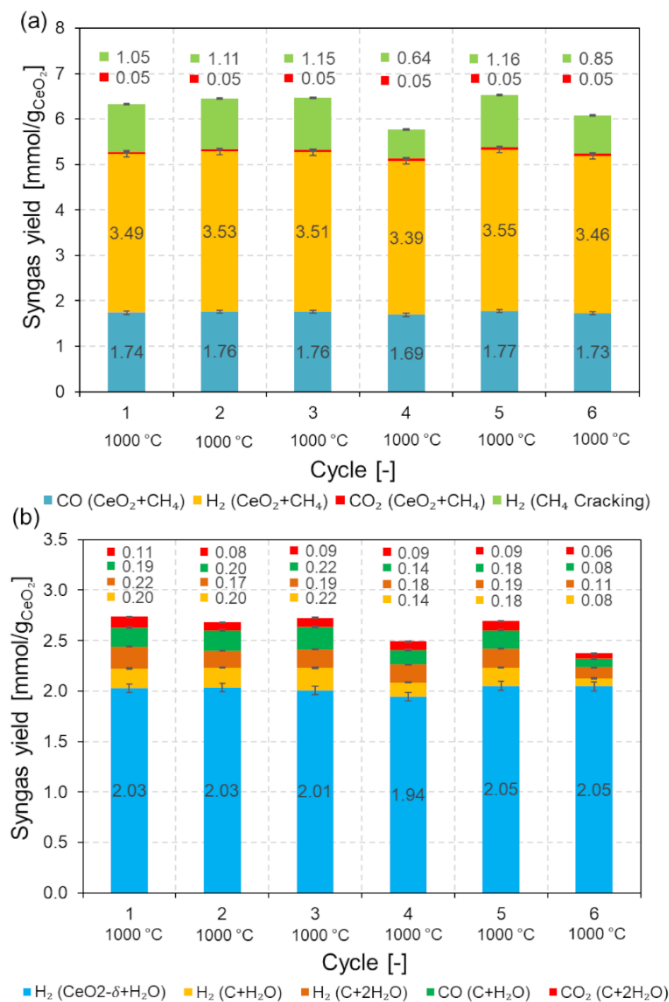 (a)
Syngas yield [mmol/gCeO₂]
8
7
6
5
4
3
2
1
0
1.05 1.11 1.15 0.64 1.16 0.85
0.05 0.05 0.05 0.05 0.05 0.05
3.49 3.53 3.51 3.39 3.55 3.46
1.74 1.76 1.76 1.69 1.77 1.73
1 2 3 4 5 6
1000 °C 1000 °C 1000 °C 1000 °C 1000 °C 1000 °C
Cycle [-]
CO (CeO₂+CH₄) H₂ (CeO₂+CH₄) CO₂ (CeO₂+CH₄) H₂ (CH₄ Cracking)
(b)
Syngas yield [mmol/gCeO₂]
3.5
3.0
2.5
2.0
1.5
1.0
0.5
0.0
0.11 0.08 0.09 0.09 0.09 0.06
0.19 0.20 0.22 0.14 0.18 0.08
0.22 0.17 0.19 0.18 0.19 0.11
0.20 0.20 0.22 0.14 0.18 0.08
2.03 2.03 2.01 1.94 2.05 2.05
1 2 3 4 5 6
1000 °C 1000 °C 1000 °C 1000 °C 1000 °C 1000 °C
Cycle [-]
H₂ (CeO2-δ+H₂O) H₂ (C+H₂O) H₂ (C+2H₂O) CO (C+H₂O) CO₂ (C+2H₂O)